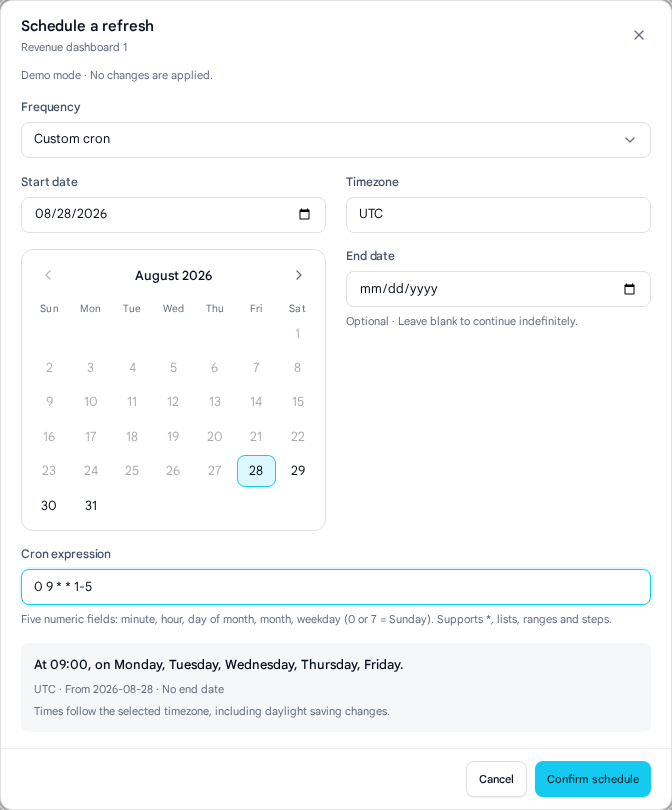 Schedule a refresh
Revenue dashboard 1
Demo mode · No changes are applied.
Frequency
Custom cron
Start date
08/28/2026
Timezone
UTC
August 2026
Sun Mon Tue Wed Thu Fri Sat
1
2 3 4 5 6 7 8
9 10 11 12 13 14 15
16 17 18 19 20 21 22
23 24 25 26 27 28 29
30 31
End date
mm/dd/yyyy
Optional · Leave blank to continue indefinitely.
Cron expression
0 9 * * 1-5
Five numeric fields: minute, hour, day of month, month, weekday (0 or 7 = Sunday). Supports *, lists, ranges and steps.
At 09:00, on Monday, Tuesday, Wednesday, Thursday, Friday.
UTC · From 2026-08-28 · No end date
Times follow the selected timezone, including daylight saving changes.
Cancel
Confirm schedule